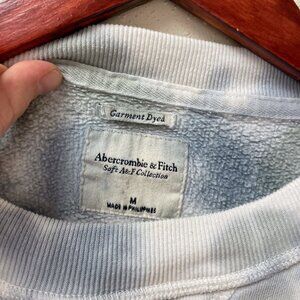 Garment Dyed
Abercrombie & Fitch
Soft A&F Collection
M
MADE IN PHILIPPINES